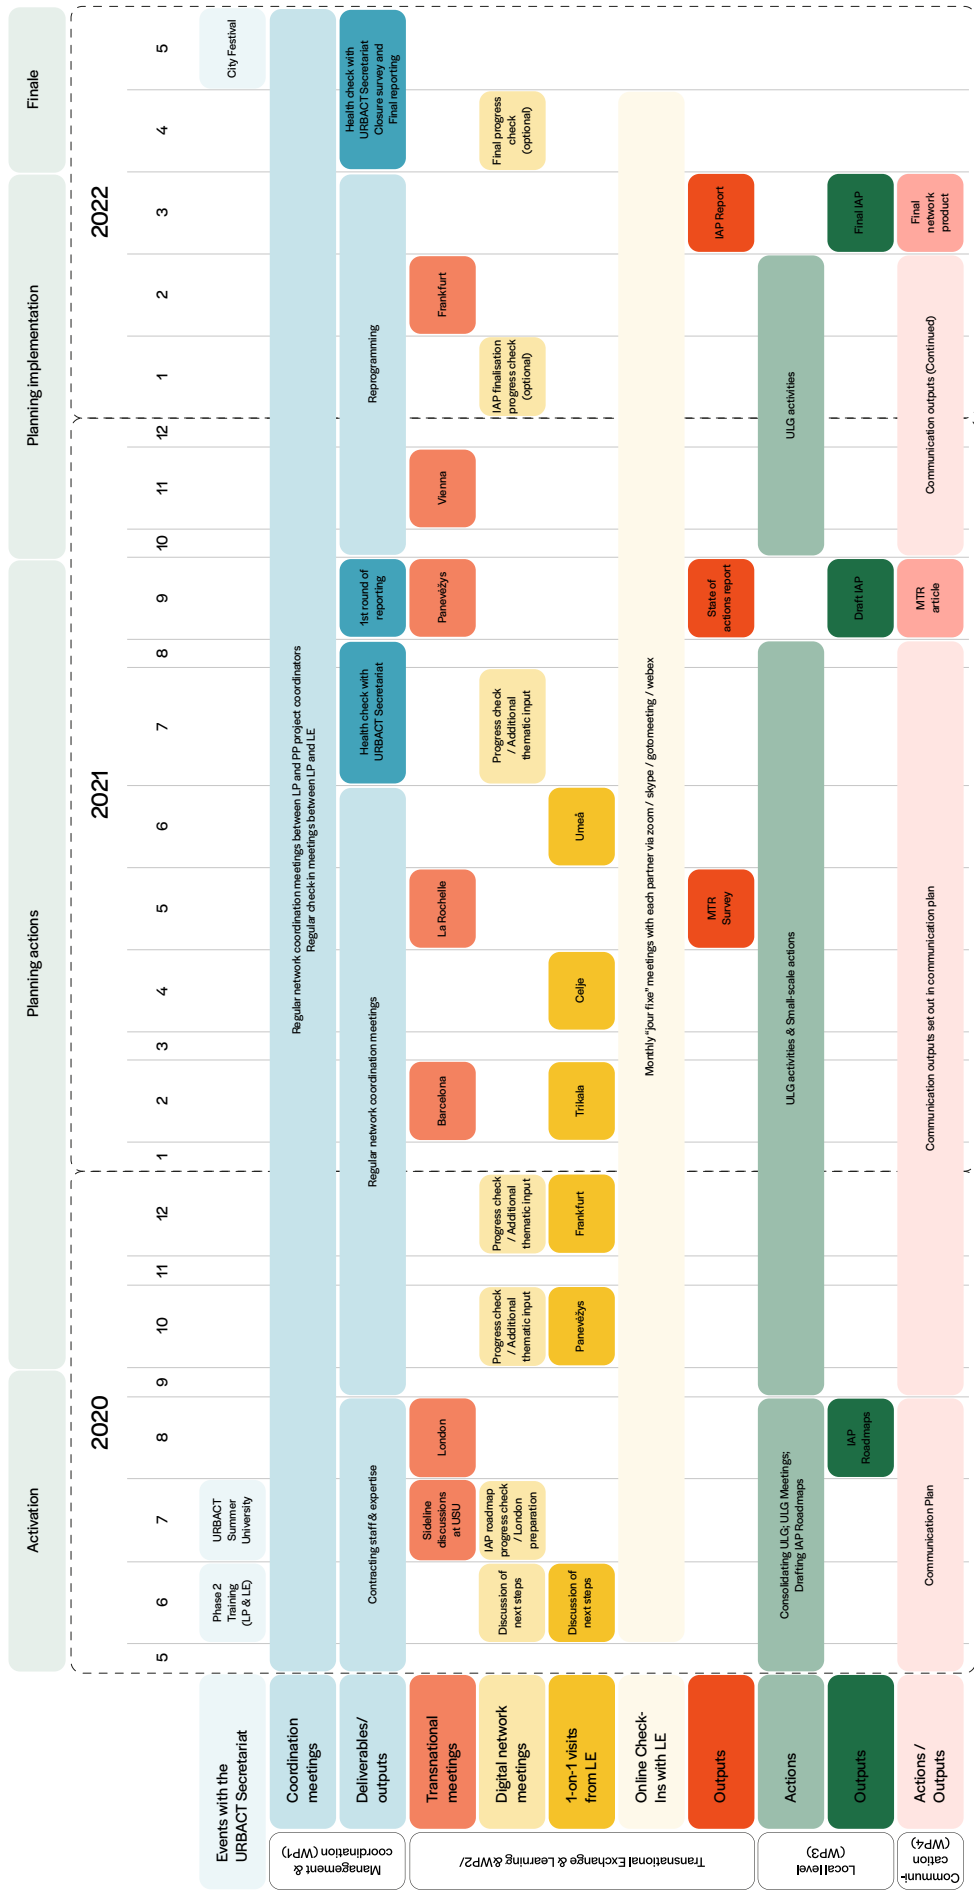 Activation
Planning actions
Planning implementation
Finale
2020
2021
2022
5
6
7
8
9
10
11
12
1
2
3
4
5
6
7
8
9
10
11
12
1
2
3
4
5
Events with the
URBACT Secretariat
Phase 2
Training
(LP & LE)
URBACT
Summer
University
City Festival
Management &
coordination (WP1)
Coordination
meetings
Regular network coordination meetings between LP and PP project coordinators
Regular check-in meetings between LP and LE
Deliverables/
outputs
Contracting staff & expertise
Regular network coordination meetings
Health check with
URBACT Secretariat
1st round of
reporting
Reprogramming
Health check with
URBACT Secretariat
Closure survey and
Final reporting
Transnational Exchange & Learning &WP2/
Transnational
meetings
Sideline
discussions
at USU
London
Barcelona
La Rochelle
Panevėžys
Vienna
Frankfurt
Digital network
meetings
Discussion of
next steps
IAP roadmap
progress check
/ London
preparation
Progress check
/ Additional
thematic input
Progress check
/ Additional
thematic input
Progress check
/ Additional
thematic input
IAP finalisation
progress check
(optional)
Final progress
check
(optional)
1-on-1 visits
from LE
Discussion of
next steps
Panevėžys
Frankfurt
Trikala
Celje
Umeå
Online Check-
Ins with LE
Monthly "jour fixe" meetings with each partner via zoom / skype / gotomeeting / webex
Outputs
MTR
Survey
State of
actions report
IAP Report
Local level
(WP3)
Actions
Consolidating ULG; ULG Meetings;
Drafting IAP Roadmaps
ULG activities & Small-scale actions
ULG activities
Outputs
IAP
Roadmaps
Draft IAP
Final IAP
Communi-
cation
(WP4)
Actions /
Outputs
Communication Plan
Communication outputs set out in communication plan
MTR
article
Communication outputs (Continued)
Final
network
product